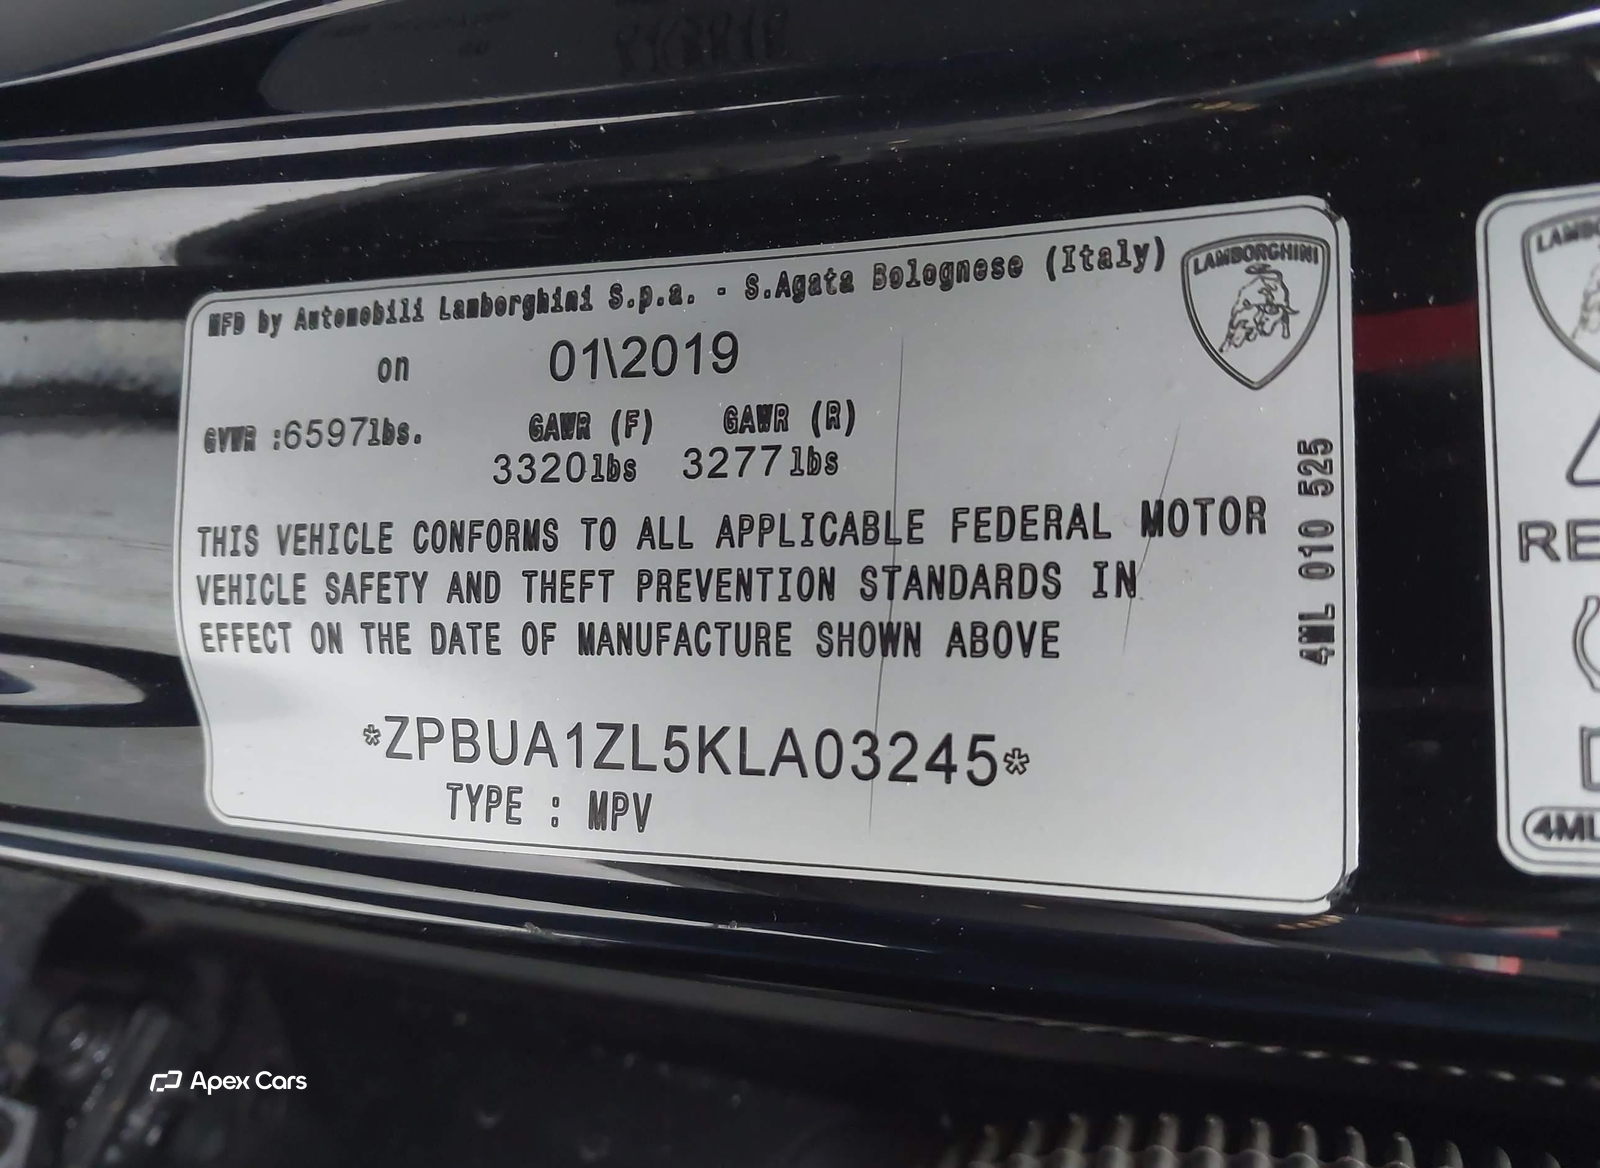 MFD by Automobili Lamborghini S.p.a. - S.Agata Bolognese (Italy)
LAMBORGHINI
on 01\2019
GVWR :6597lbs. GAWR (F) GAWR (R)
3320lbs 3277lbs
THIS VEHICLE CONFORMS TO ALL APPLICABLE FEDERAL MOTOR
VEHICLE SAFETY AND THEFT PREVENTION STANDARDS IN
EFFECT ON THE DATE OF MANUFACTURE SHOWN ABOVE
*ZPBUA1ZL5KLA03245*
TYPE : MPV
4ML 010 525
LAMBO
RE
4ML
Apex Cars